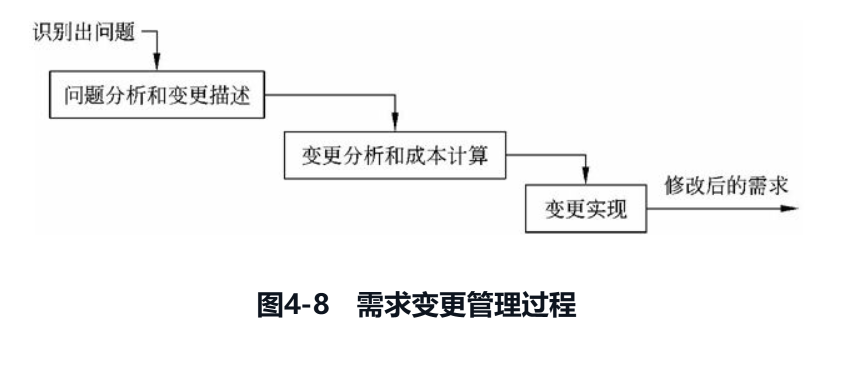 识别出问题
问题分析和变更描述
变更分析和成本计算
变更实现
修改后的需求
图4-8 需求变更管理过程